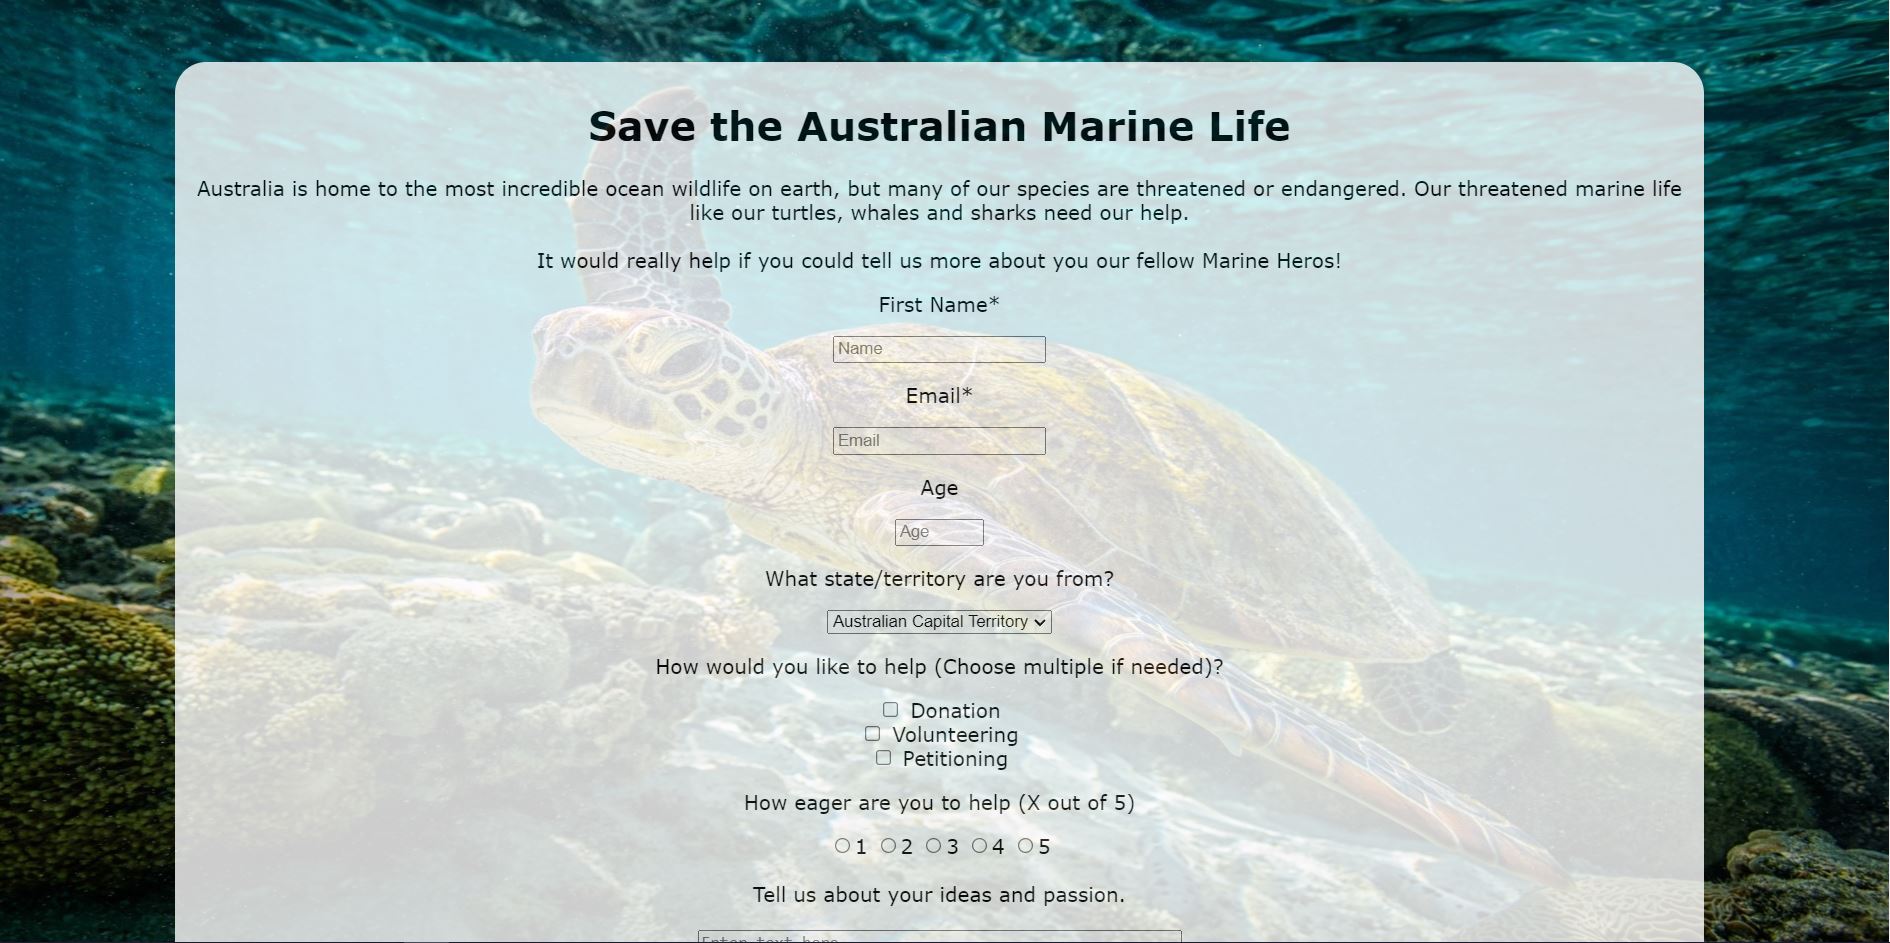 Save the Australian Marine Life
Australia is home to the most incredible ocean wildlife on earth, but many of our species are threatened or endangered. Our threatened marine life
like our turtles, whales and sharks need our help.
It would really help if you could tell us more about you our fellow Marine Heros!
First Name*
Name
Email*
Email
Age
Age
What state/territory are you from?
Australian Capital Territory
How would you like to help (Choose multiple if needed)?
Donation
Volunteering
Petitioning
How eager are you to help (X out of 5)
1 2 3 4 5
Tell us about your ideas and passion.
Enter text here